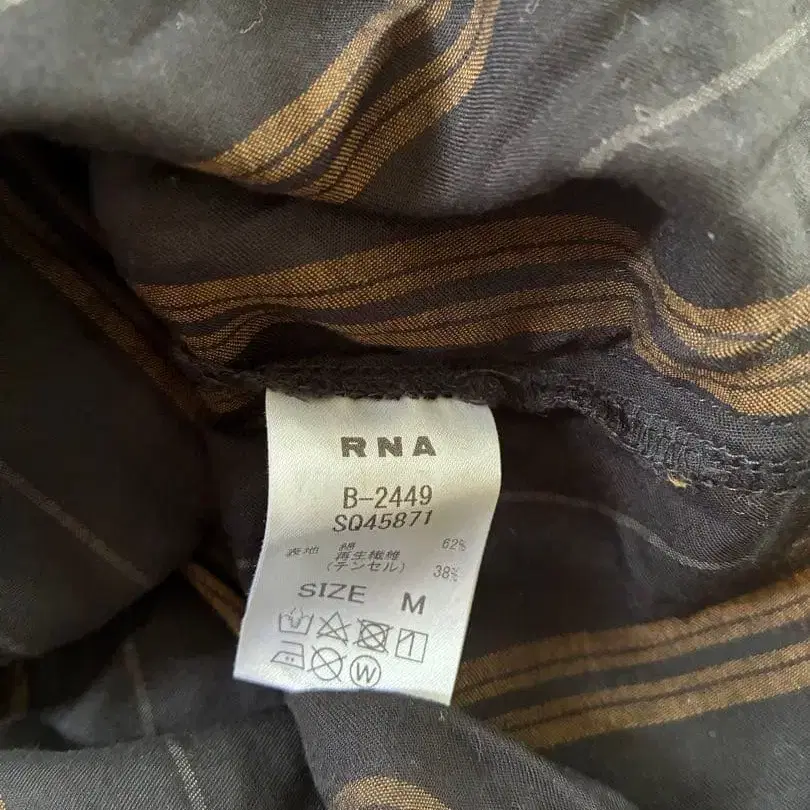 RNA
B-2449
SQ45871
表地 綿 62%
再生繊維
(テンセル) 38%
SIZE M
W